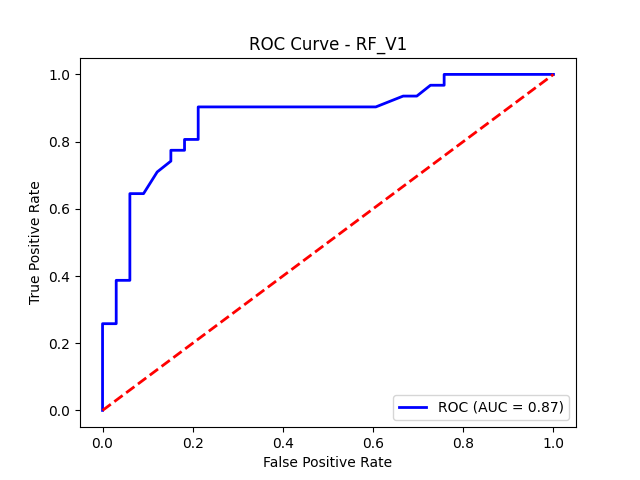 ROC Curve - RF_V1
True Positive Rate
1.0
0.8
0.6
0.4
0.2
0.0
ROC (AUC = 0.87)
0.0 0.2 0.4 0.6 0.8 1.0
False Positive Rate